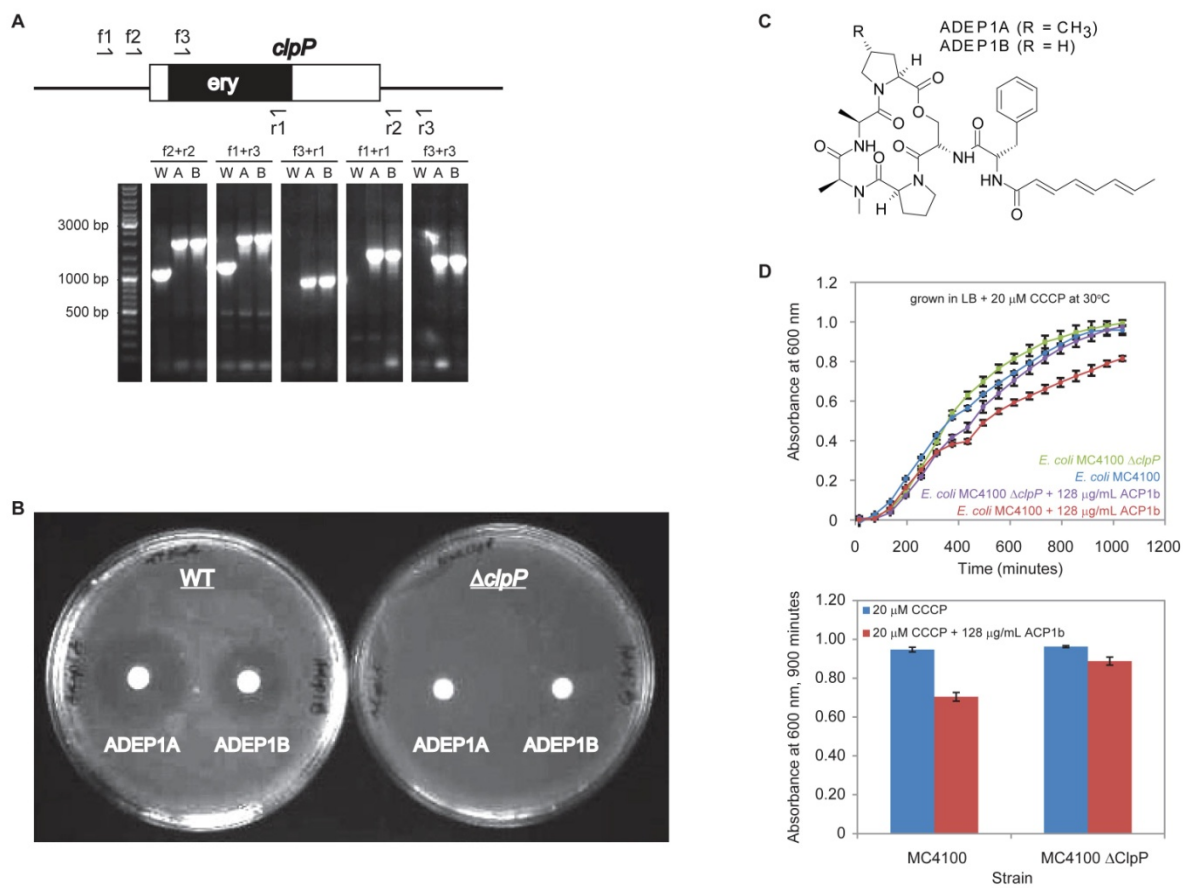 A
f1 f2 f3 clpP
ery
r1 r2 r3
f2+r2 f1+r3 f3+r1 f1+r1 f3+r3
W A B W A B W A B W A B W A B
3000 bp
1000 bp
500 bp
B
WT
ADEP1A ADEP1B
ΔclpP
ADEP1A ADEP1B
C
ADEP1A (R = CH3)
ADEP1B (R = H)
R
H
N
O
O
O
O
NH
HN
O
O
N
O
O
N
N
H
NH
O
D
grown in LB + 20 μM CCCP at 30°C
Absorbance at 600 nm
1.2
1.0
0.8
0.6
0.4
0.2
0
E. coli MC4100 ΔclpP
E. coli MC4100
E. coli MC4100 ΔclpP + 128 μg/mL ACP1b
E. coli MC4100 + 128 μg/mL ACP1b
0 200 400 600 800 1000 1200
Time (minutes)
Absorbance at 600 nm, 900 minutes
1.20
1.00
0.80
0.60
0.40
0.20
0
20 μM CCCP
20 μM CCCP + 128 μg/mL ACP1b
MC4100 MC4100 ΔClpP
Strain